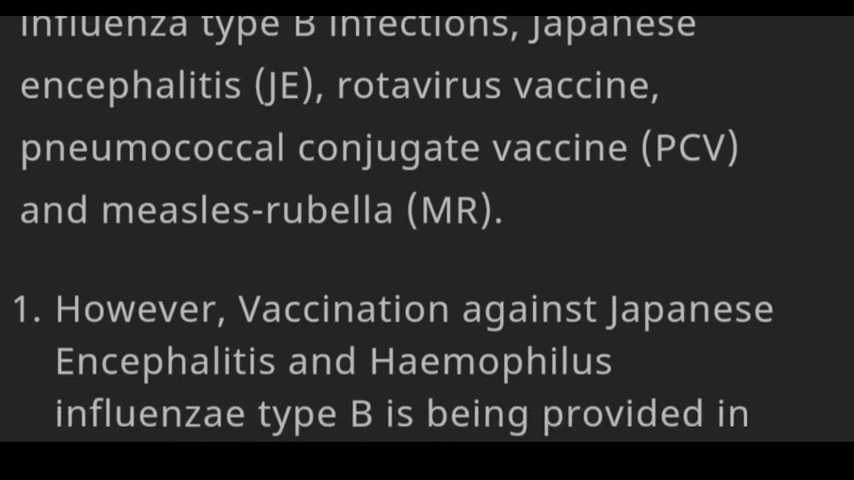 influenza type B infections, Japanese
encephalitis (JE), rotavirus vaccine,
pneumococcal conjugate vaccine (PCV)
and measles-rubella (MR).
1. However, Vaccination against Japanese
Encephalitis and Haemophilus
influenzae type B is being provided in